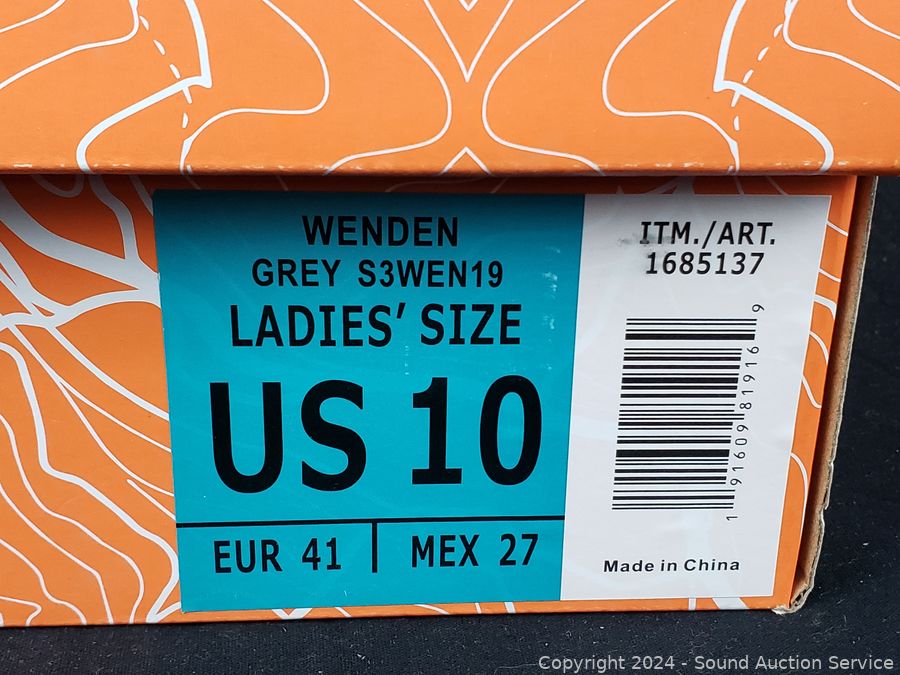 WENDEN
GREY S3WEN19
LADIES' SIZE
US 10
EUR 41
MEX 27
ITM./ART.
1685137
1 91609 81916 9
Made in China
Copyright 2024 - Sound Auction Service